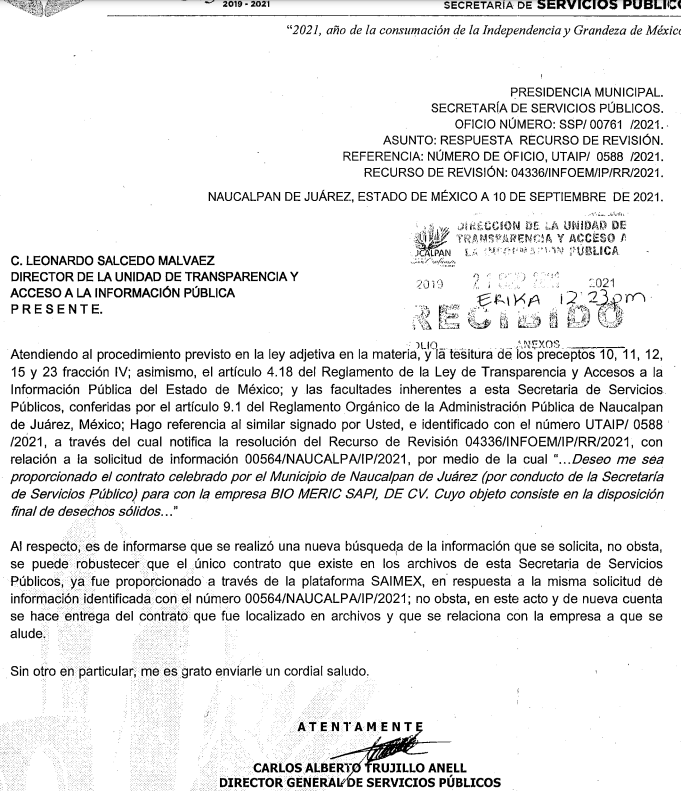 2019 - 2021
SECRETARÍA DE SERVICIOS PÚBLICO
"2021, año de la consumación de la Independencia y Grandeza de México
PRESIDENCIA MUNICIPAL.
SECRETARÍA DE SERVICIOS PÚBLICOS.
OFICIO NÚMERO: SSP/ 00761 /2021.
ASUNTO: RESPUESTA RECURSO DE REVISIÓN.
REFERENCIA: NÚMERO DE OFICIO, UTAIP/ 0588 /2021.
RECURSO DE REVISIÓN: 04336/INFOEM/IP/RR/2021.
NAUCALPAN DE JUÁREZ, ESTADO DE MÉXICO A 10 DE SEPTIEMPRE DE 2021.
DIRECCION DE LA UNIDAD DE
TRANSPARENCIA Y ACCESO A
LA INFORMACION PUBLICA
2019 2021
ERIKA 12:23pm
RECIBIDO
ANEXOS
C. LEONARDO SALCEDO MALVAEZ
DIRECTOR DE LA UNIDAD DE TRANSPARENCIA Y
ACCESO A LA INFORMACIÓN PÚBLICA
P R E S E N T E.
Atendiendo al procedimiento previsto en la ley adjetiva en la materia, y la tesitura de los preceptos 10, 11, 12,
15 y 23 fracción IV; asimismo, el artículo 4.18 del Reglamento de la Ley de Transparencia y Accesos a la
Información Pública del Estado de México; y las facultades inherentes a esta Secretaria de Servicios
Públicos, conferidas por el artículo 9.1 del Reglamento Orgánico de la Administración Pública de Naucalpan
de Juárez, México; Hago referencia al similar signado por Usted, e identificado con el número UTAIP/ 0588
/2021, a través del cual notifica la resolución del Recurso de Revisión 04336/INFOEM/IP/RR/2021, con
relación a la solicitud de información 00564/NAUCALPA/IP/2021, por medio de la cual "…Deseo me sea
proporcionado el contrato celebrado por el Municipio de Naucalpan de Juárez (por conducto de la Secretaría
de Servicios Público) para con la empresa BIO MERIC SAPI, DE CV. Cuyo objeto consiste en la disposición
final de desechos sólidos…"
Al respecto, es de informarse que se realizó una nueva búsqueda de la información que se solicita, no obsta,
se puede robustecer que el único contrato que existe en los archivos de esta Secretaria de Servicios
Públicos, ya fue proporcionado a través de la plataforma SAIMEX, en respuesta a la misma solicitud de
información identificada con el número 00564/NAUCALPA/IP/2021; no obsta, en este acto y de nueva cuenta
se hace entrega del contrato que fue localizado en archivos y que se relaciona con la empresa a que se
alude.
Sin otro en particular, me es grato enviarle un cordial saludo.
A T E N T A M E N T E
CARLOS ALBERTO TRUJILLO ANELL
DIRECTOR GENERAL DE SERVICIOS PÚBLICOS